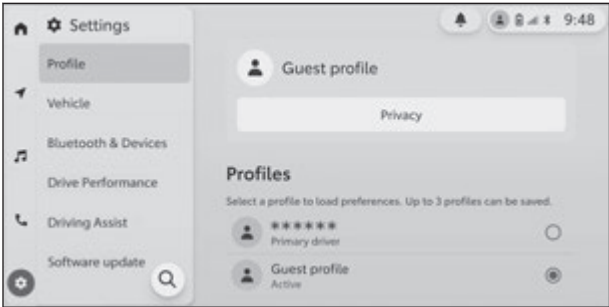 Settings
9:48
Profile
Vehicle
Bluetooth & Devices
Drive Performance
Driving Assist
Software update
Guest profile
Privacy
Profiles
Select a profile to load preferences. Up to 3 profiles can be saved.
******
Primary driver
Guest profile
Active